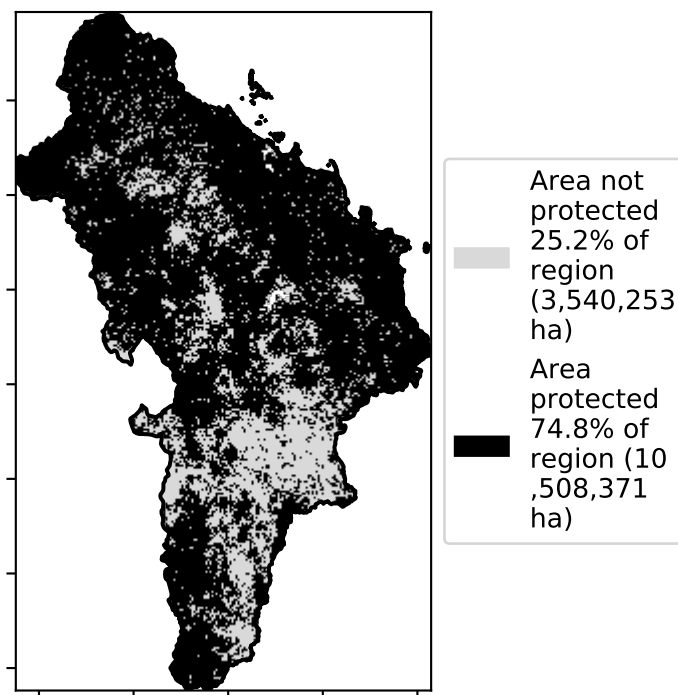 Area not
protected
25.2% of
region
(3,540,253
ha)
Area
protected
74.8% of
region (10
,508,371
ha)